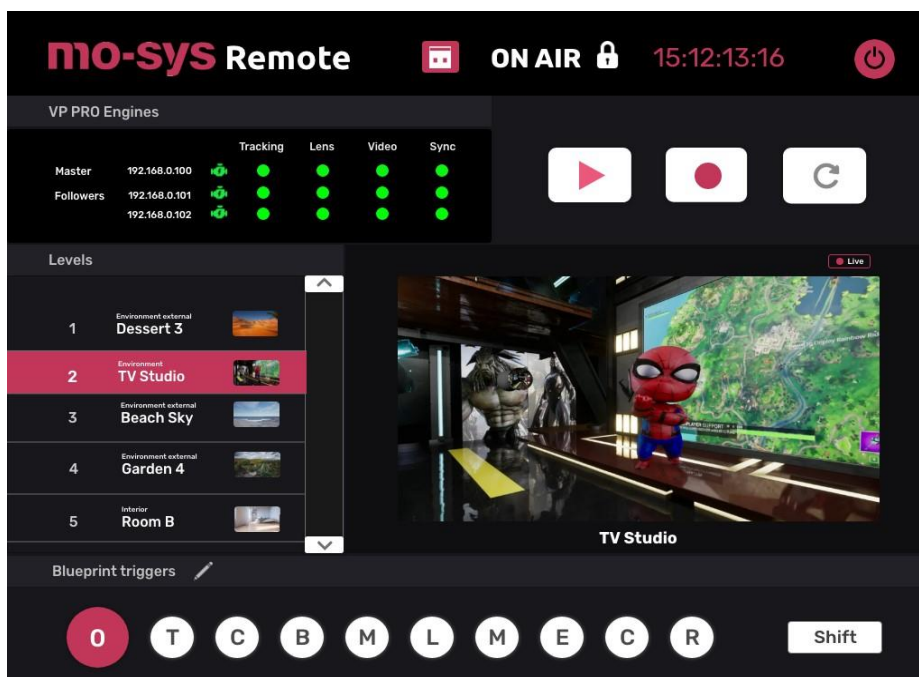 mo-sys Remote
ON AIR
15:12:13:16
VP PRO Engines
Tracking Lens Video Sync
Master 192.168.0.100
Followers 192.168.0.101
192.168.0.102
Levels
Live
Environment external
1 Dessert 3
Environment
2 TV Studio
Environment external
3 Beach Sky
Environment external
4 Garden 4
Interior
5 Room B
TV Studio
Blueprint triggers
0 T C B M L M E C R Shift